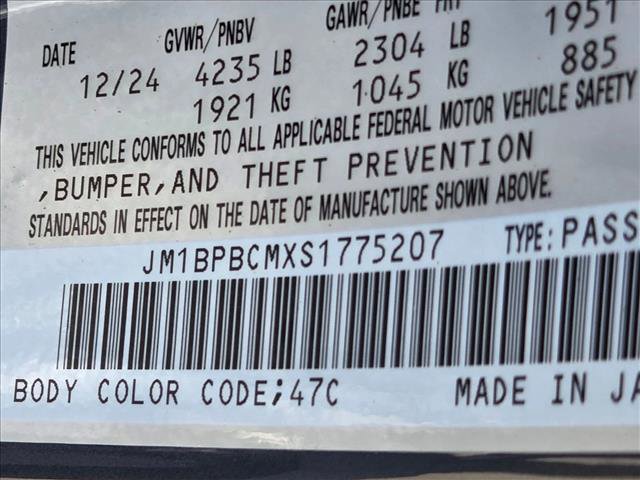 DATE GVWR/PNBV GAWR/PNBE FRT
12/24 4235 LB 2304 LB 1951
1921 KG 1045 KG 885
THIS VEHICLE CONFORMS TO ALL APPLICABLE FEDERAL MOTOR VEHICLE SAFETY
,BUMPER,AND THEFT PREVENTION
STANDARDS IN EFFECT ON THE DATE OF MANUFACTURE SHOWN ABOVE.
JM1BPBCMXS1775207 TYPE:PASS
BODY COLOR CODE;47C MADE IN JA